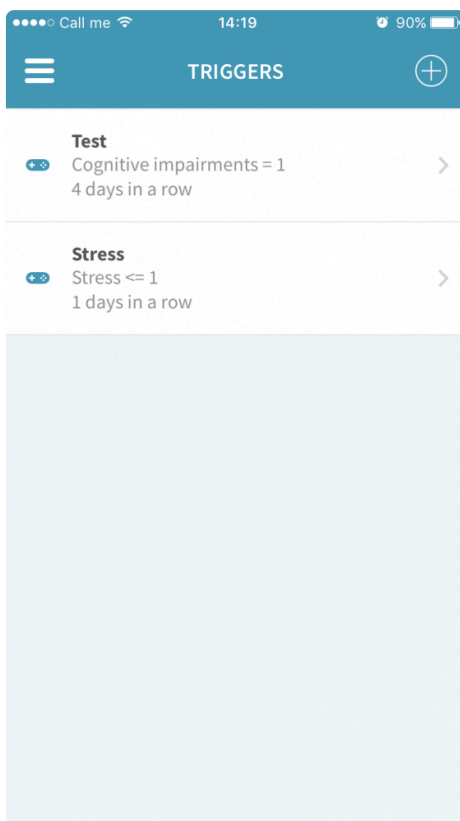 Call me 14:19 90%
TRIGGERS
Test
Cognitive impairments = 1
4 days in a row
Stress
Stress <= 1
1 days in a row